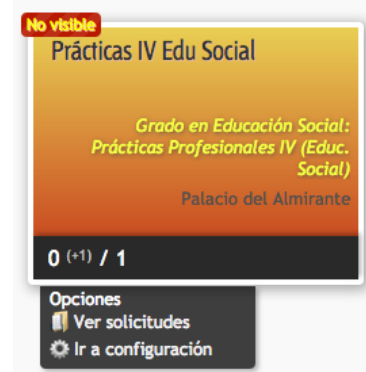 No visible
Prácticas IV Edu Social
Grado en Educación Social:
Prácticas Profesionales IV (Educ.
Social)
Palacio del Almirante
0 (+1) / 1
Opciones
Ver solicitudes
Ir a configuración